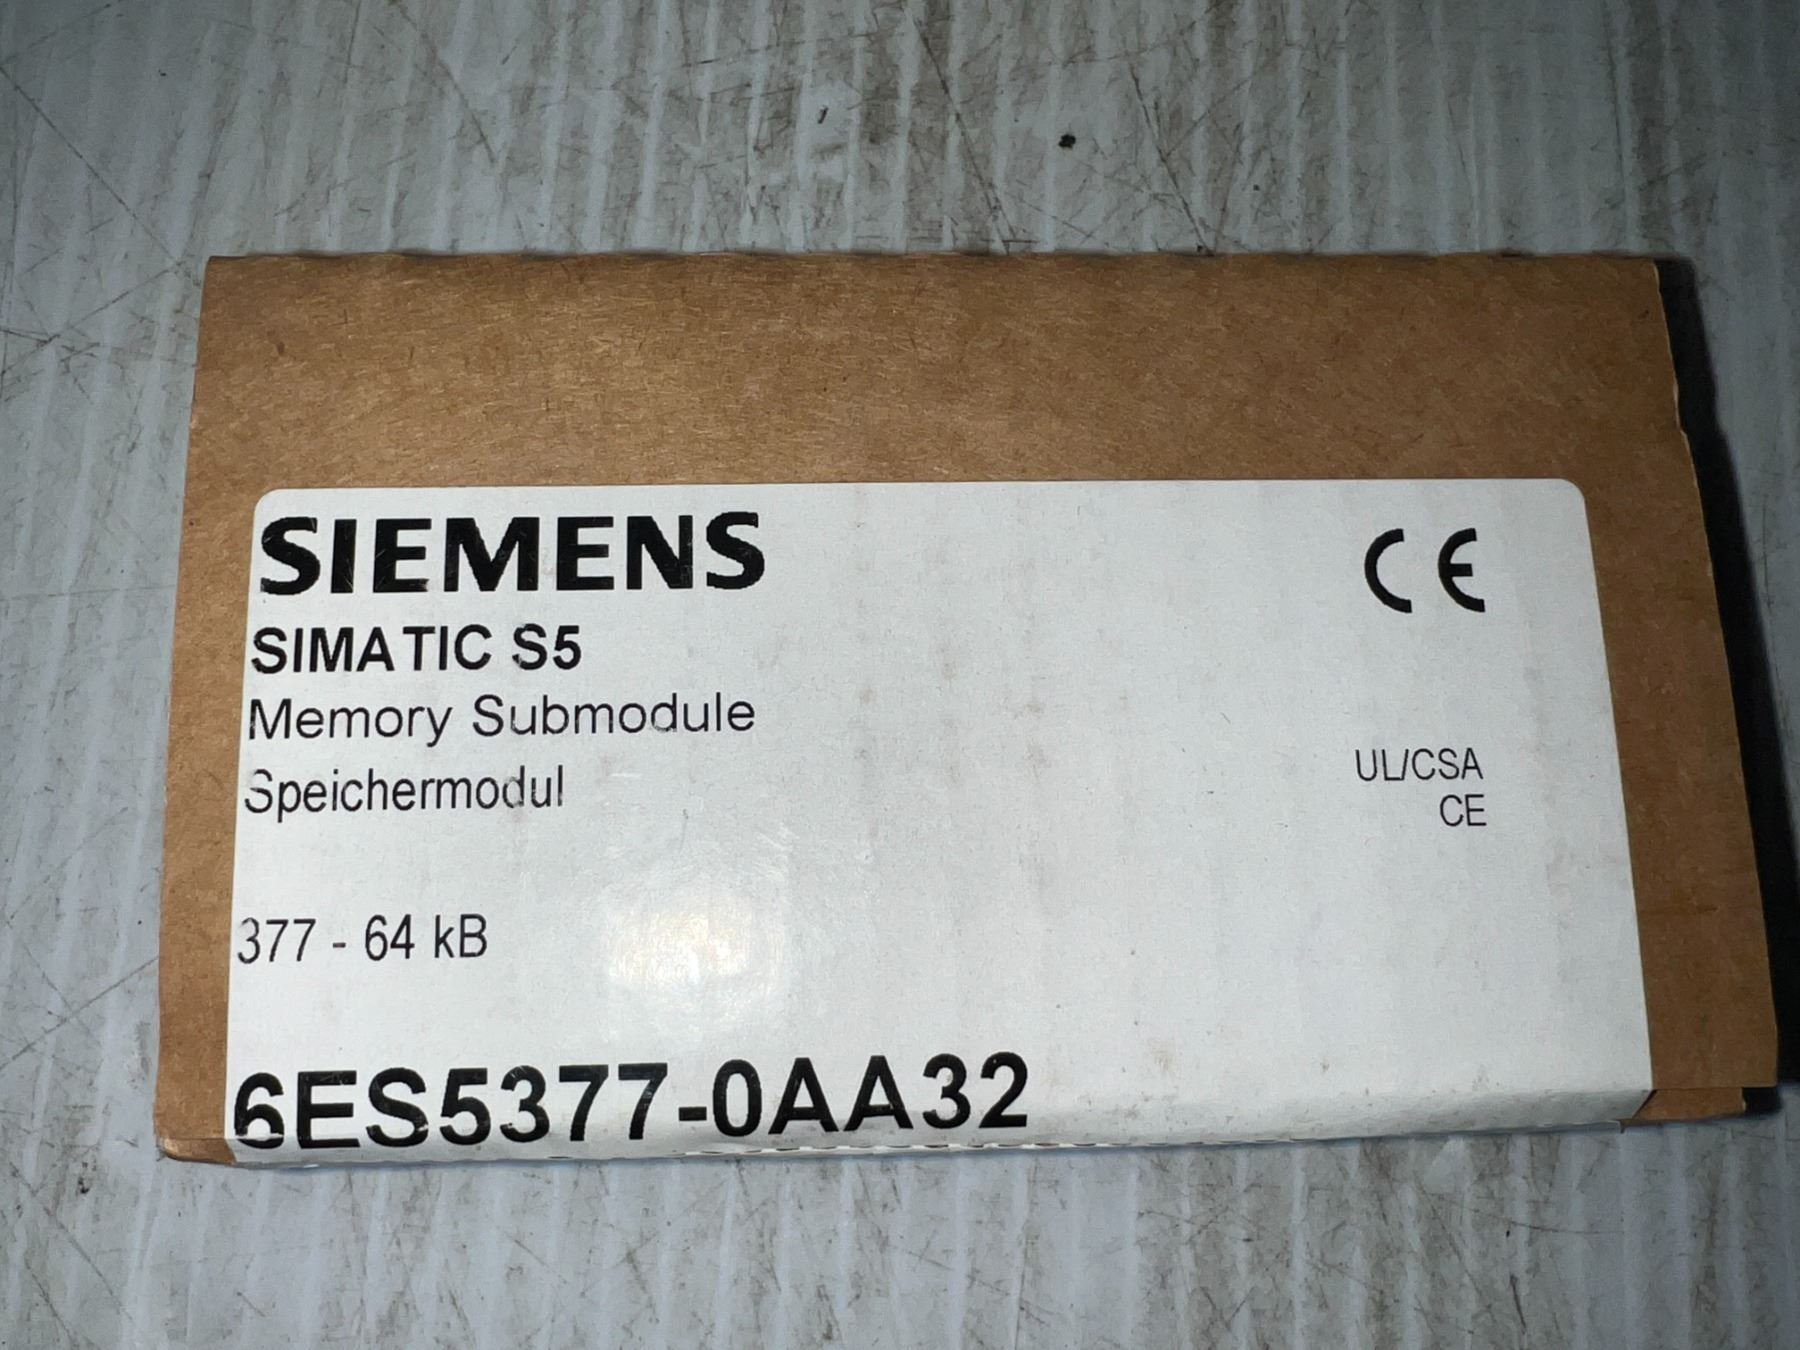 SIEMENS
CE
SIMATIC S5
Memory Submodule
Speichermodul
UL/CSA
CE
377 - 64 kB
6ES5377-0AA32